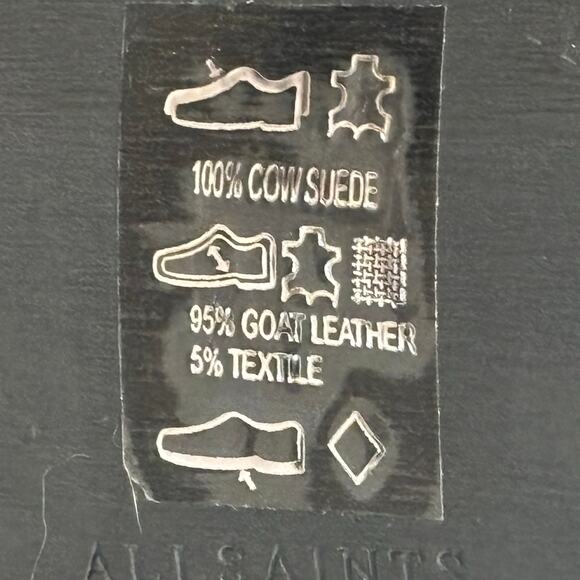 100% COW SUEDE
95% GOAT LEATHER
5% TEXTILE
ALLSAINTS